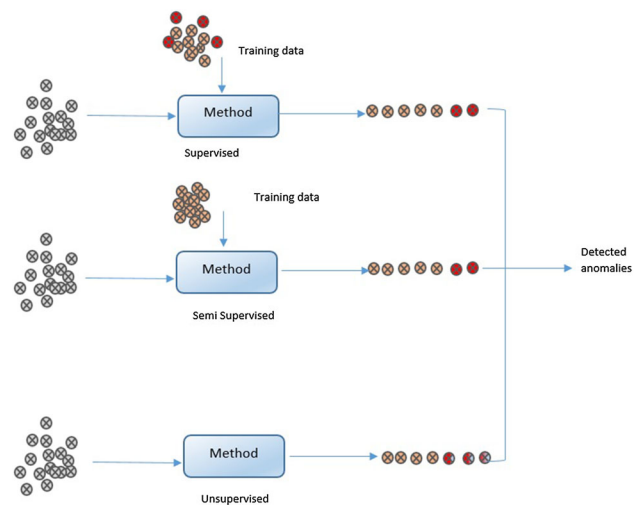 Training data
Method
Supervised
Training data
Method
Semi Supervised
Detected
anomalies
Method
Unsupervised